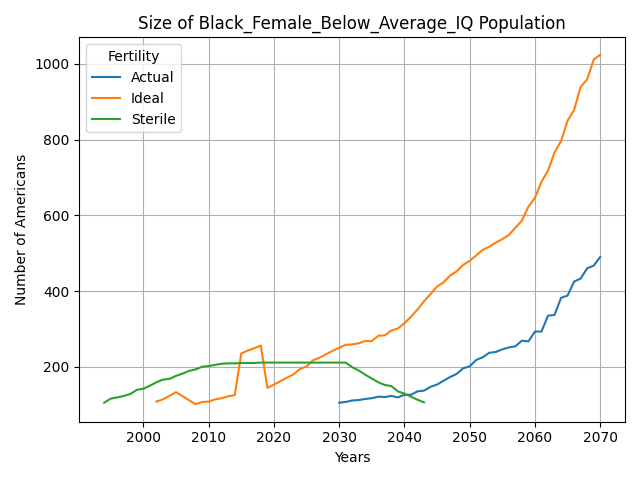 Size of Black_Female_Below_Average_IQ Population
Fertility
Actual
Ideal
Sterile
Number of Americans
1000
800
600
400
200
2000 2010 2020 2030 2040 2050 2060 2070
Years